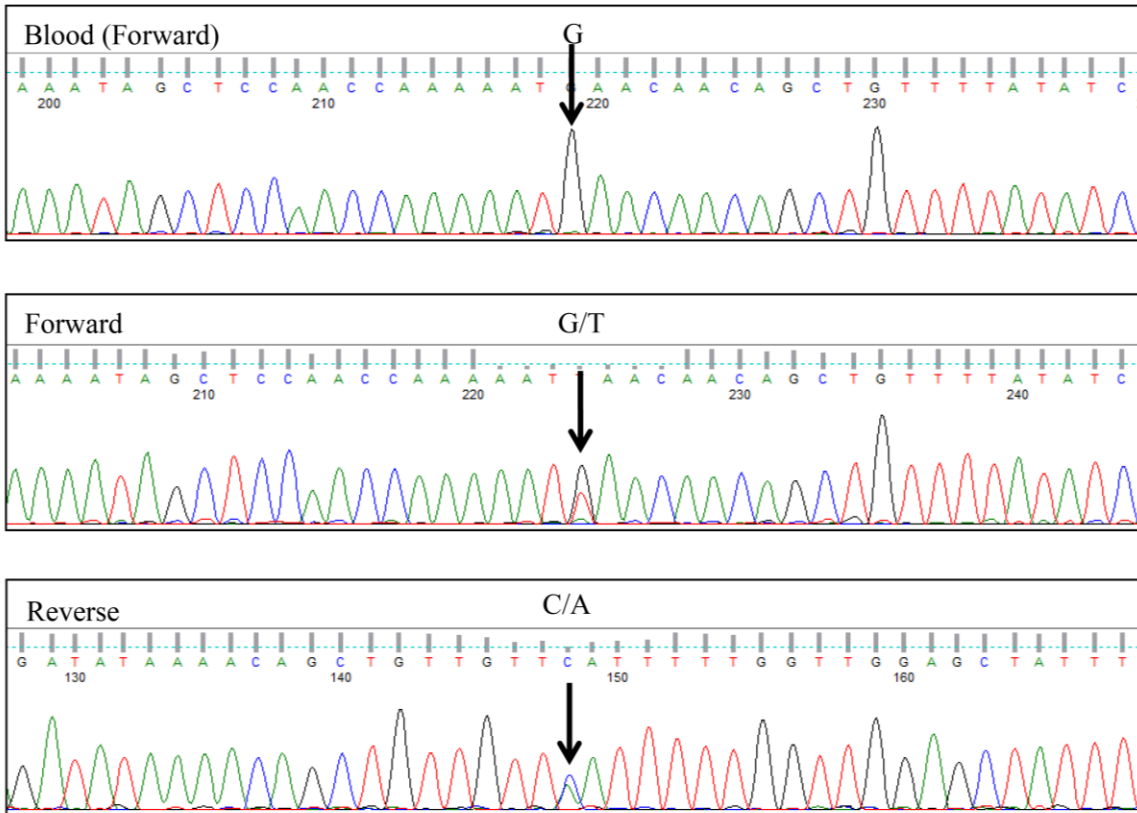 Blood (Forward)
G
A A A T A G C T C C A A C C A A A A A T G A A C A A C A G C T G T T T T A T A T C
200 210 220 230
Forward
G/T
A A A A T A G C T C C A A C C A A A A A T T A A C A A C A G C T G T T T T A T A T C
210 220 230 240
Reverse
C/A
G A T A T A A A A C A G C T G T T G T T C A T T T T T G G T T G G A G C T A T T T
130 140 150 160